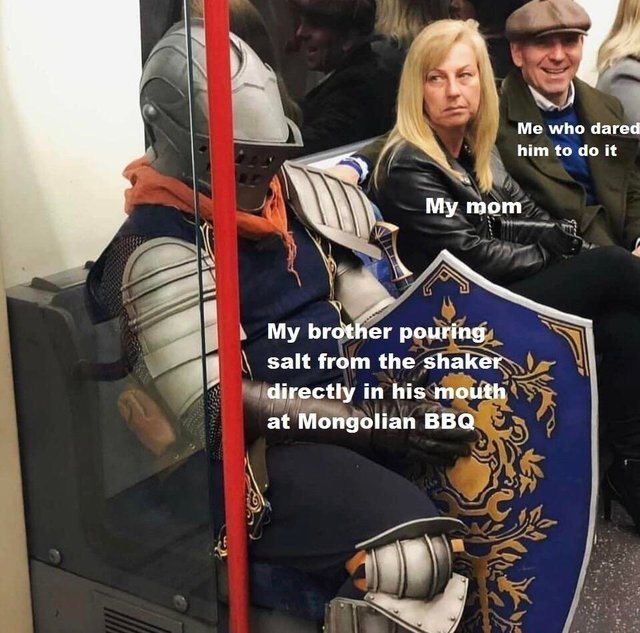 Me who dared
him to do it
My mom
My brother pouring
salt from the shaker
directly in his mouth
at Mongolian BBQ